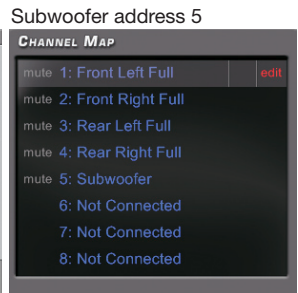 Subwoofer address 5
CHANNEL MAP
mute 1: Front Left Full edit
mute 2: Front Right Full
mute 3: Rear Left Full
mute 4: Rear Right Full
mute 5: Subwoofer
6: Not Connected
7: Not Connected
8: Not Connected